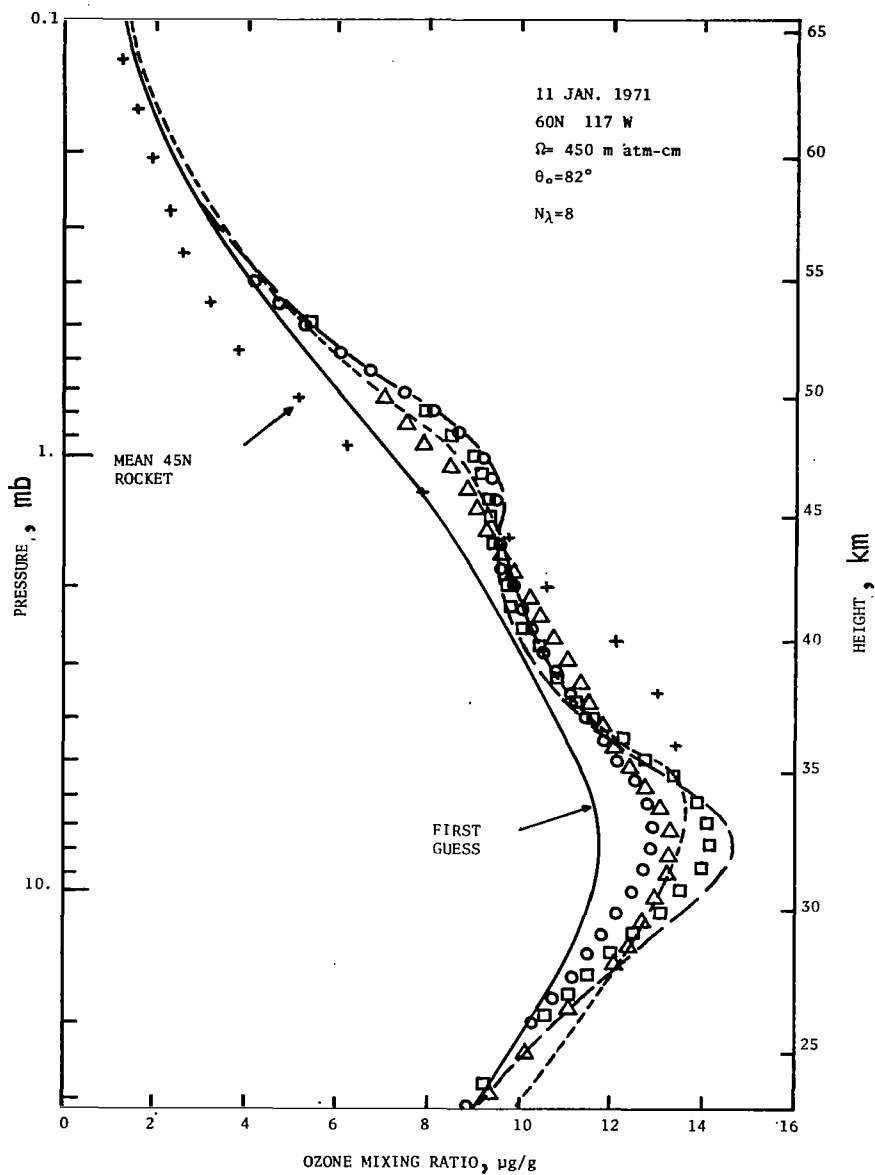 0.1
1.
10.
PRESSURE, mb
65
60
55
50
45
40
35
30
25
HEIGHT, km
11 JAN. 1971
60N 117 W
Ω= 450 m atm-cm
θo=82°
Nλ=8
MEAN 45N
ROCKET
FIRST
GUESS
0 2 4 6 8 10 12 14 16
OZONE MIXING RATIO, µg/g